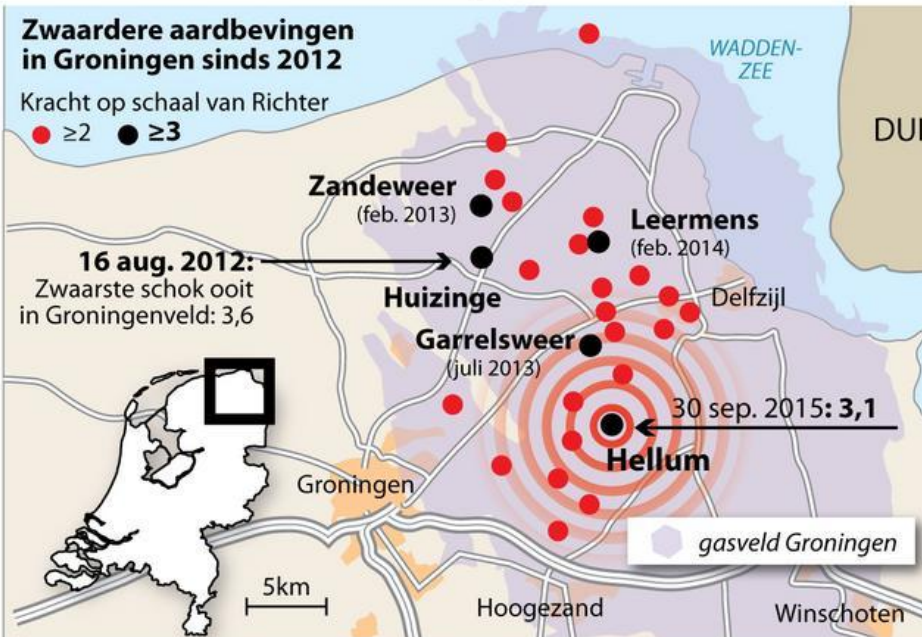 Zwaardere aardbevingen
in Groningen sinds 2012
Kracht op schaal van Richter
≥2 ≥3
WADDEN-
ZEE
DUI
Zandeweer
(feb. 2013)
Leermens
(feb. 2014)
16 aug. 2012:
Zwaarste schok ooit
in Groningenveld: 3,6
Huizinge
Delfzijl
Garrelsweer
(juli 2013)
30 sep. 2015: 3,1
Hellum
Groningen
gasveld Groningen
5km
Hoogezand
Winschoten